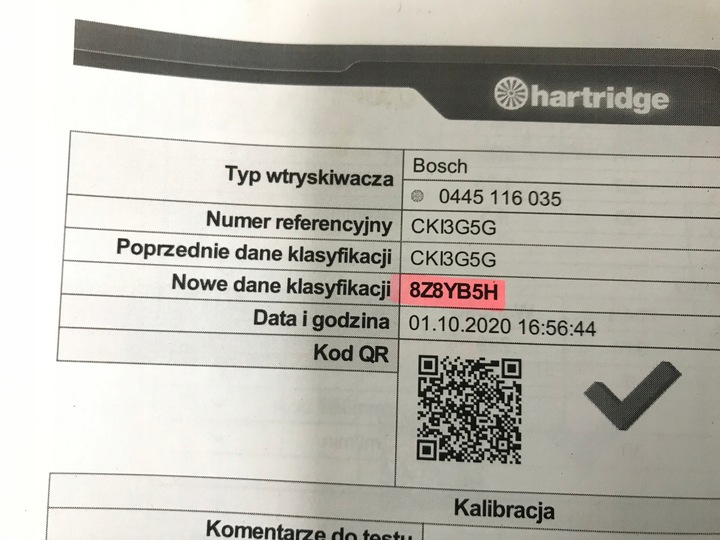 hartridge
Typ wtryskiwacza
Bosch
0445 116 035
Numer referencyjny CKI3G5G
Poprzednie dane klasyfikacji CKI3G5G
Nowe dane klasyfikacji 8Z8YB5H
Data i godzina 01.10.2020 16:56:44
Kod QR
Kalibracja
Komentarze do testu